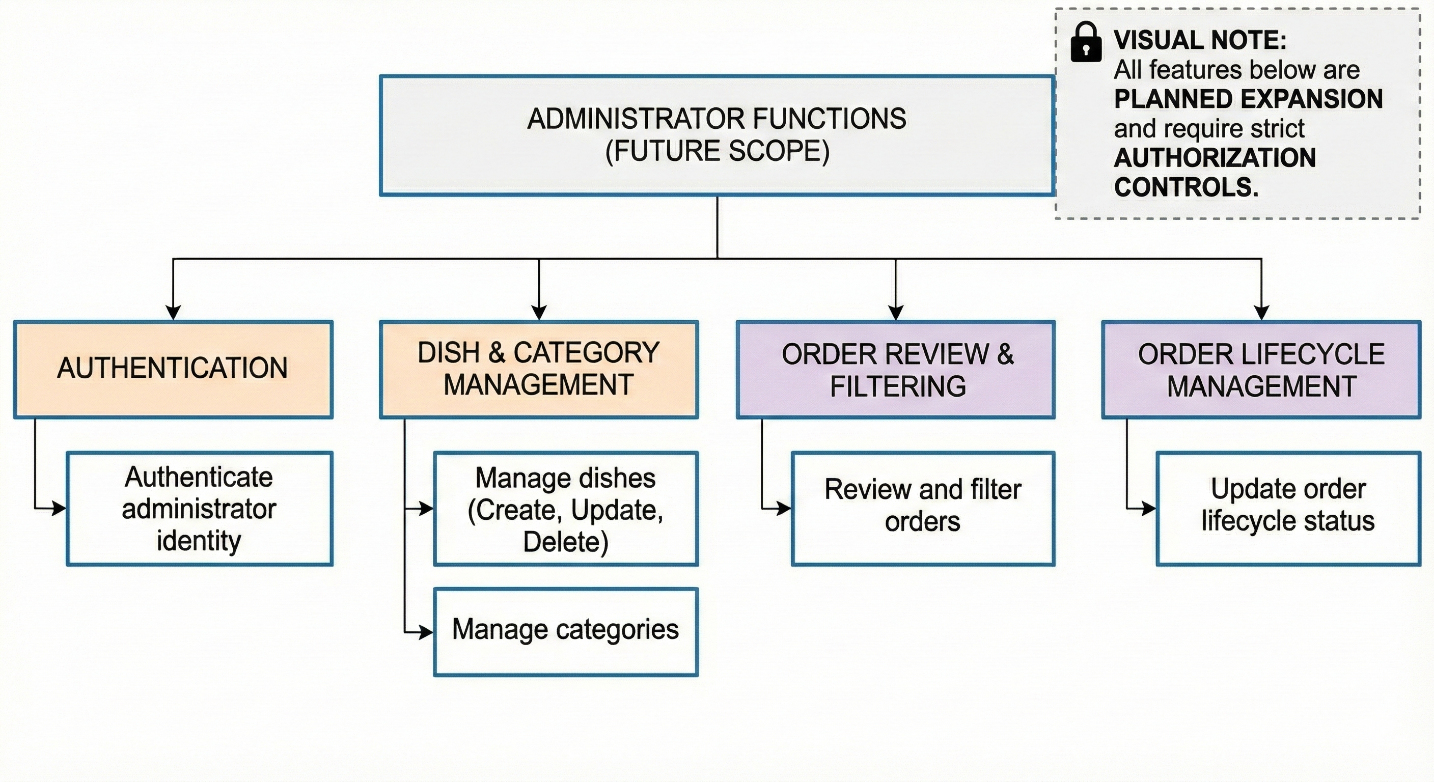 VISUAL NOTE:
All features below are
PLANNED EXPANSION
and require strict
AUTHORIZATION
CONTROLS.
ADMINISTRATOR FUNCTIONS
(FUTURE SCOPE)
AUTHENTICATION
Authenticate
administrator
identity
DISH & CATEGORY
MANAGEMENT
Manage dishes
(Create, Update,
Delete)
Manage categories
ORDER REVIEW &
FILTERING
Review and filter
orders
ORDER LIFECYCLE
MANAGEMENT
Update order
lifecycle status